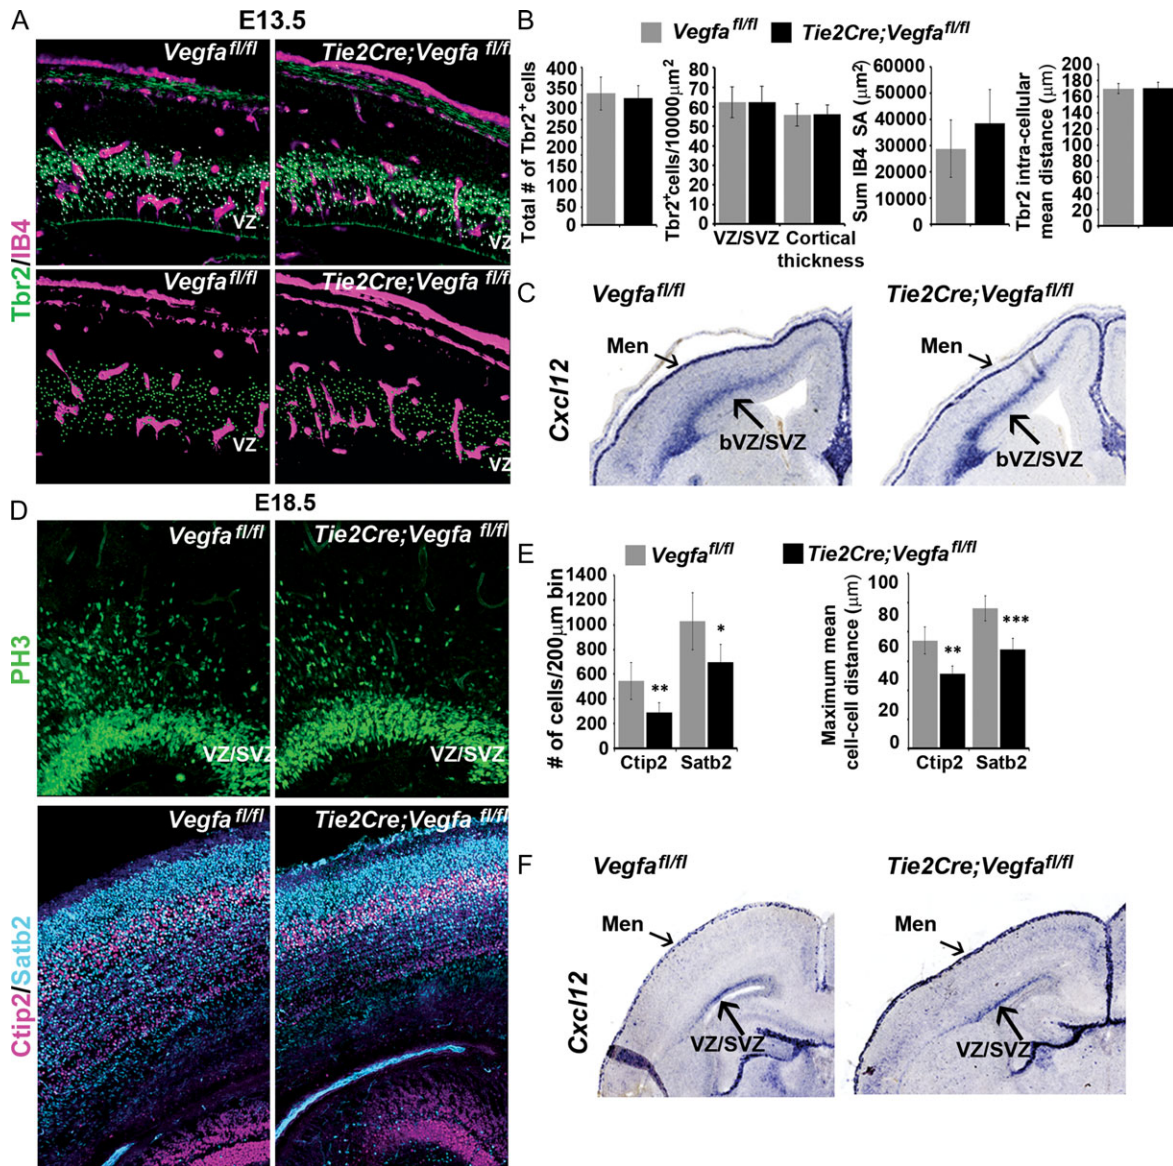 A
E13.5
Vegfa fl/fl
Tie2Cre;Vegfa fl/fl
VZ
VZ
Vegfa fl/fl
Tie2Cre;Vegfa fl/fl
VZ
VZ
Tbr2/IB4
B
Vegfa fl/fl
Tie2Cre;Vegfa fl/fl
Total # of Tbr2+cells
400
350
300
250
200
150
100
50
0
Tbr2+cells/100000µm2
80
70
60
50
40
30
20
10
0
VZ/SVZ
Cortical
thickness
Sum IB4 SA (µm2)
60000
50000
40000
30000
20000
10000
0
Tbr2 intra-cellular
mean distance (µm)
200
180
160
140
120
100
80
60
40
20
0
C
Vegfa fl/fl
Tie2Cre;Vegfa fl/fl
Cxcl12
Men
bVZ/SVZ
Men
bVZ/SVZ
D
E18.5
Vegfa fl/fl
Tie2Cre;Vegfa fl/fl
PH3
VZ/SVZ
VZ/SVZ
Vegfa fl/fl
Tie2Cre;Vegfa fl/fl
Ctip2/Satb2
E
Vegfa fl/fl
Tie2Cre;Vegfa fl/fl
# of cells/200µm bin
1400
1200
1000
800
600
400
200
0
**
*
Ctip2
Satb2
Maximum mean
cell-cell distance (µm)
80
60
40
60
20
0
**
***
Ctip2
Satb2
F
Vegfa fl/fl
Tie2Cre;Vegfa fl/fl
Cxcl12
Men
VZ/SVZ
Men
VZ/SVZ